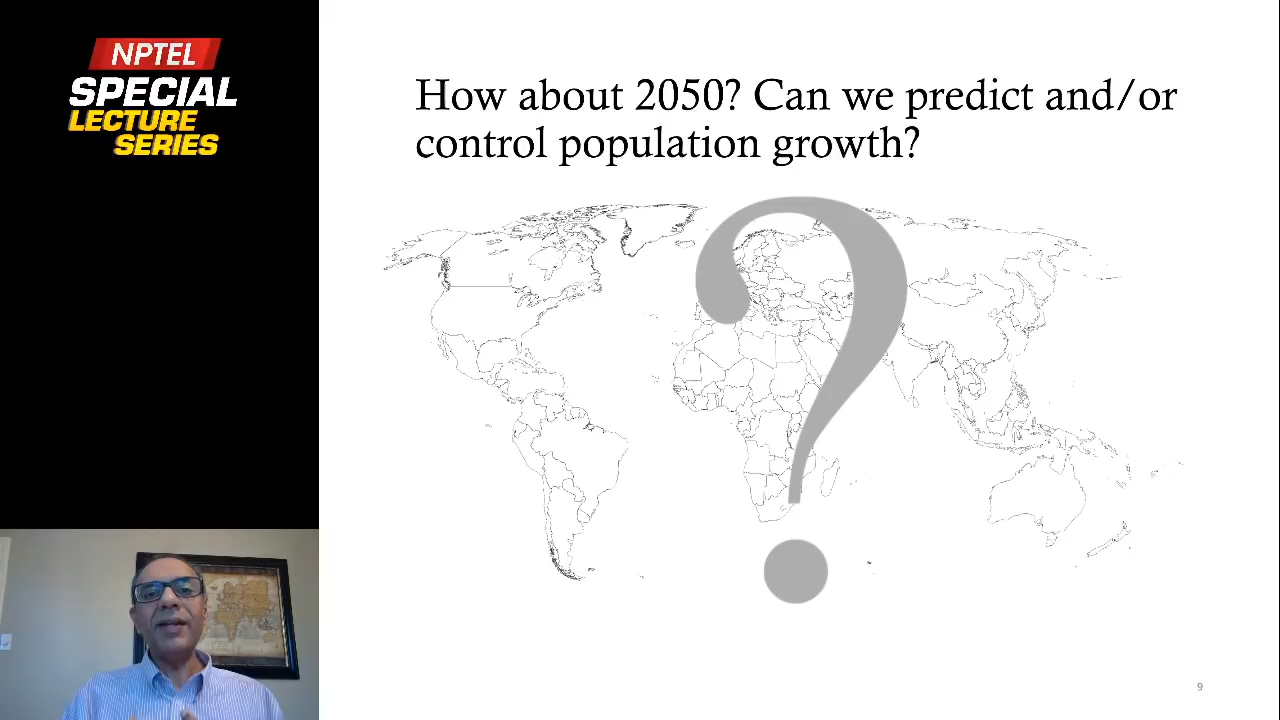 NPTEL
SPECIAL
LECTURE
SERIES
How about 2050? Can we predict and/or
control population growth?
?
9